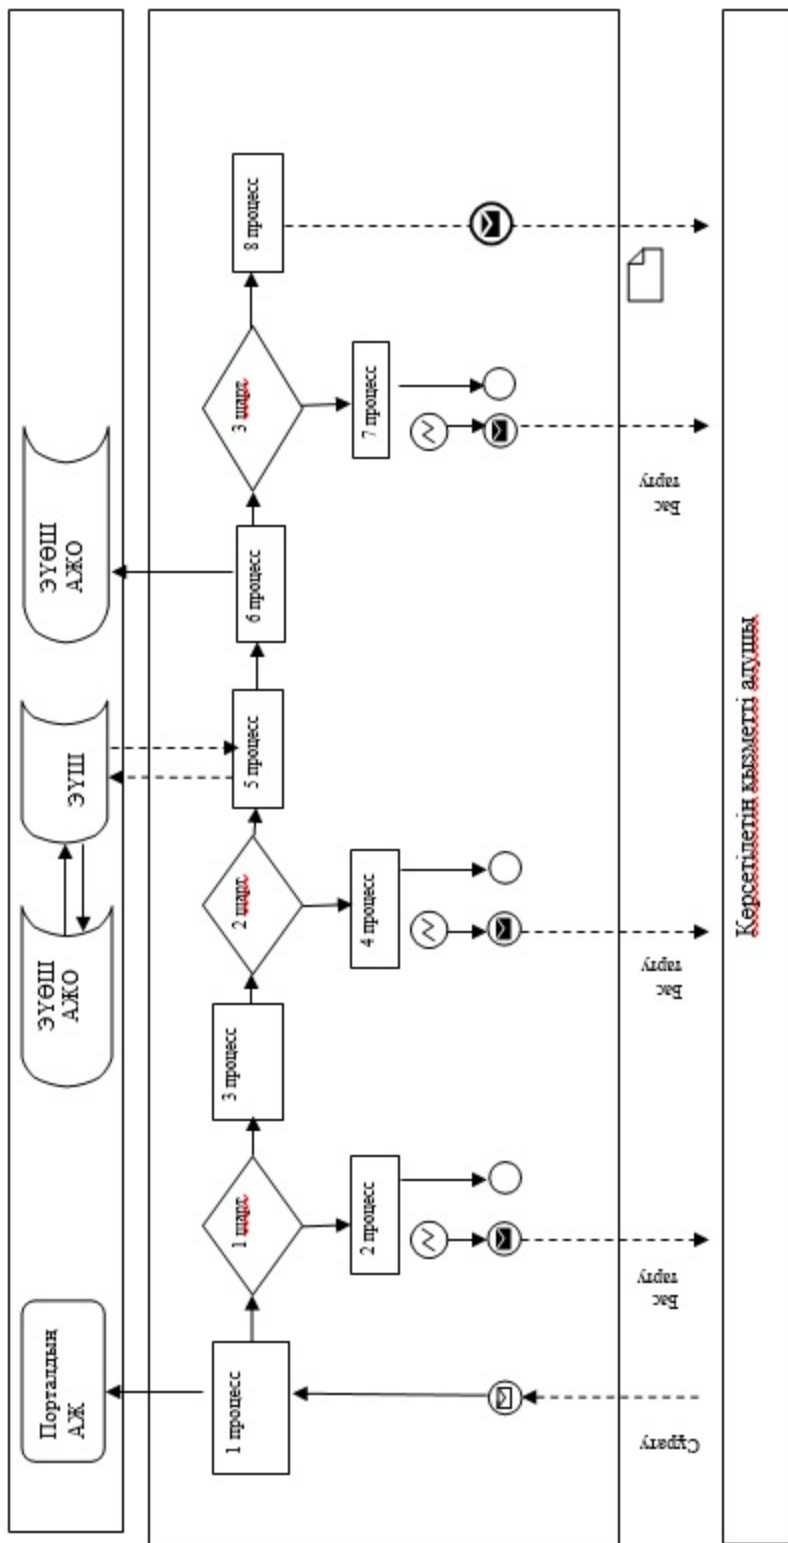 Порталдың
АЖ
ЭҮӨШ
АЖО
ЭҮШ
ЭҮӨШ
АЖО
1 процесс
1 шарт
3 процесс
2 шарт
5 процесс
6 процесс
3 шарт
8 процесс
2 процесс
4 процесс
7 процесс
Сұрату
Бас
тарту
Бас
тарту
Бас
тарту
Көрсетілетін қызметті алушы